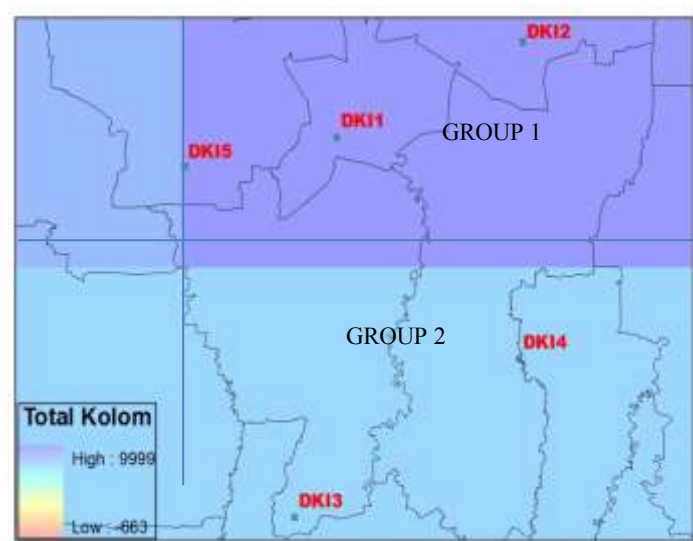 DKI2
DKI1
GROUP 1
DKI5
GROUP 2
DKI4
Total Kolom
High : 9999
DKI3
Low : -663